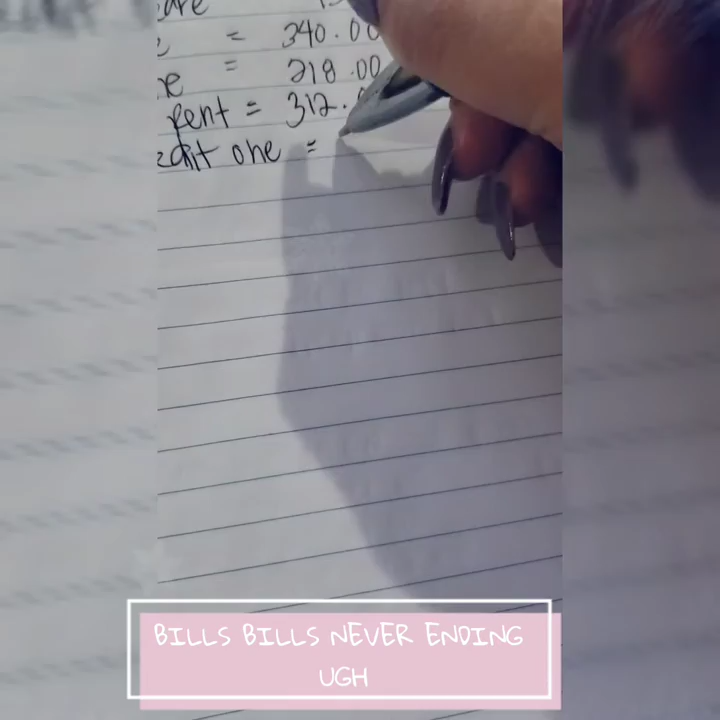 = 340.00
= 218.00
rent = 312.
one =
BILLS BILLS NEVER ENDING
UGH